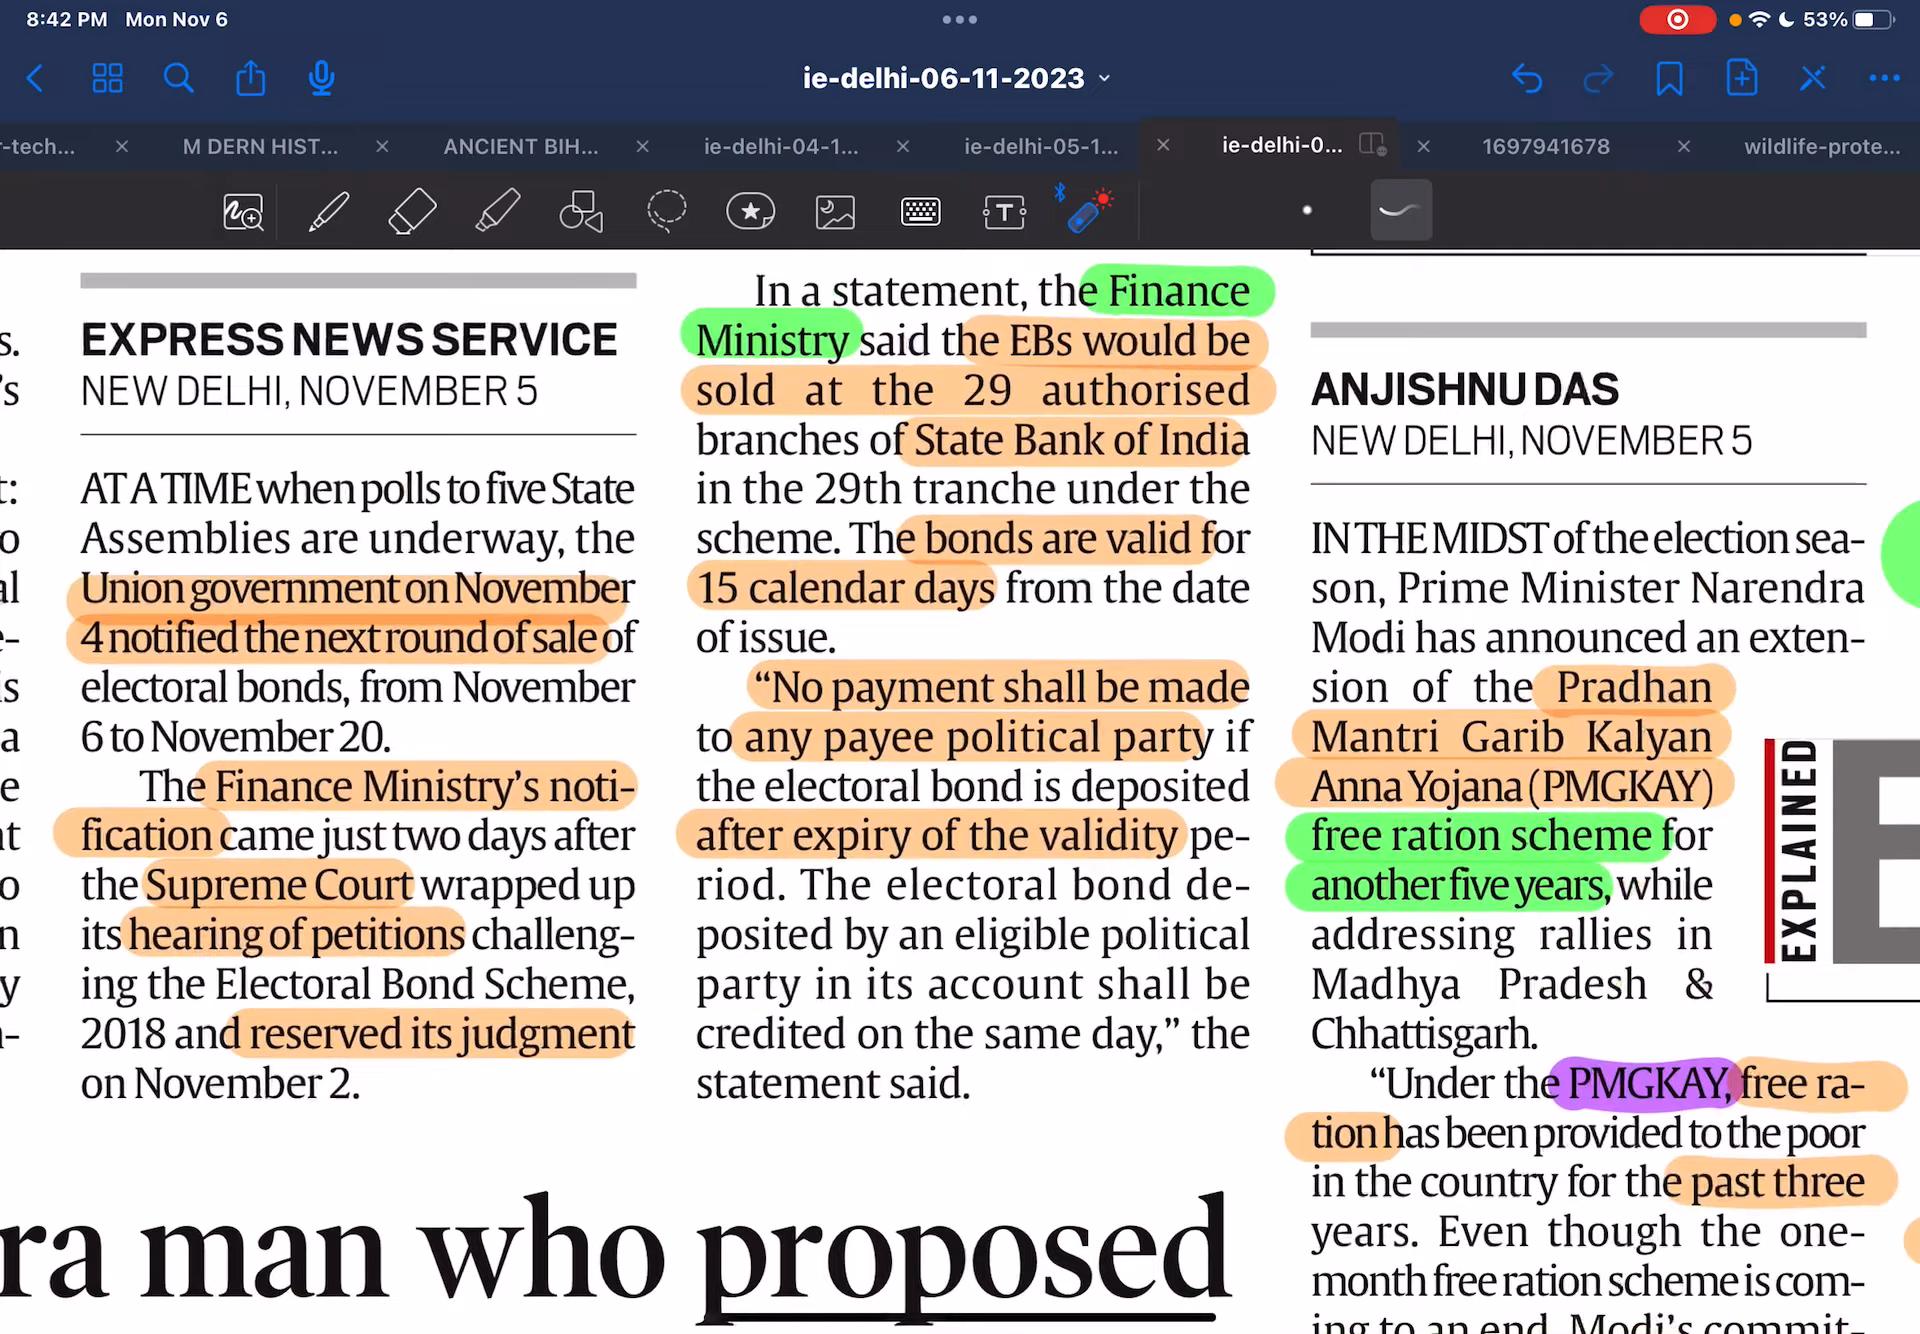 8:42 PM Mon Nov 6
53%
ie-delhi-06-11-2023
-tech...
M DERN HIST...
ANCIENT BIH...
ie-delhi-04-1...
ie-delhi-05-1...
ie-delhi-0...
1697941678
wildlife-prote...
s.
's
t:
o
al
e-
is
a
e
nt
o
n
y
n-
EXPRESS NEWS SERVICE
NEW DELHI, NOVEMBER 5
AT A TIME when polls to five State
Assemblies are underway, the
Union government on November
4 notified the next round of sale of
electoral bonds, from November
6 to November 20.
The Finance Ministry's noti-
fication came just two days after
the Supreme Court wrapped up
its hearing of petitions challeng-
ing the Electoral Bond Scheme,
2018 and reserved its judgment
on November 2.
In a statement, the Finance
Ministry said the EBs would be
sold at the 29 authorised
branches of State Bank of India
in the 29th tranche under the
scheme. The bonds are valid for
15 calendar days from the date
of issue.
“No payment shall be made
to any payee political party if
the electoral bond is deposited
after expiry of the validity pe-
riod. The electoral bond de-
posited by an eligible political
party in its account shall be
credited on the same day,” the
statement said.
ra man who proposed
ANJISHNU DAS
NEW DELHI, NOVEMBER 5
IN THE MIDST of the election sea-
son, Prime Minister Narendra
Modi has announced an exten-
sion of the Pradhan
Mantri Garib Kalyan
Anna Yojana (PMGKAY)
free ration scheme for
another five years, while
addressing rallies in
Madhya Pradesh &
Chhattisgarh.
“Under the PMGKAY, free ra-
tion has been provided to the poor
in the country for the past three
years. Even though the one-
month free ration scheme is com-
ing to an end, Modi's commit-
EXPLAINED
E